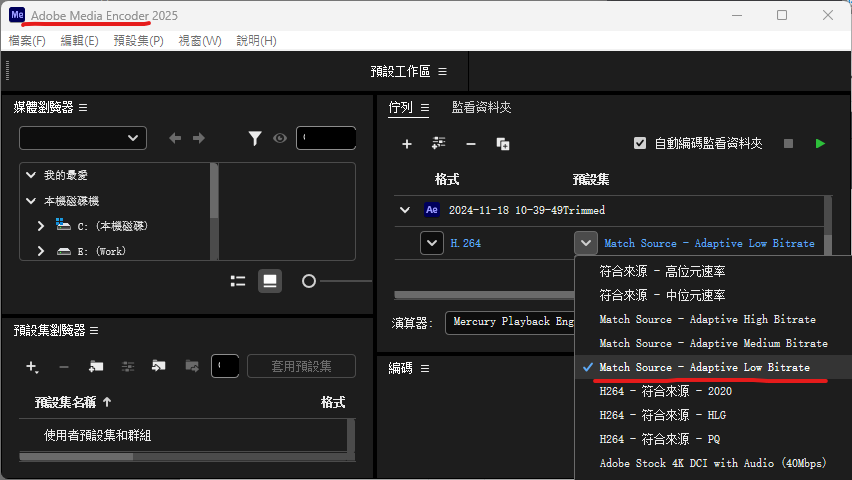 Me Adobe Media Encoder 2025
檔案(F) 編輯(E) 預設集(P) 視窗(W) 說明(H)
預設工作區
媒體瀏覽器
我的最愛
本機磁碟機
C: (本機磁碟)
E: (Work)
預設集瀏覽器
套用預設集
預設集名稱 ↑ 格式
使用者預設集和群組
佇列 監看資料夾
自動編碼監看資料夾
格式 預設集
Ae 2024-11-18 10-39-49Trimmed
H.264 Match Source - Adaptive Low Bitrate
演算器: Mercury Playback Eng
編碼
符合來源 - 高位元速率
符合來源 - 中位元速率
Match Source - Adaptive High Bitrate
Match Source - Adaptive Medium Bitrate
Match Source - Adaptive Low Bitrate
H264 - 符合來源 - 2020
H264 - 符合來源 - HLG
H264 - 符合來源 - PQ
Adobe Stock 4K DCI with Audio (40Mbps)